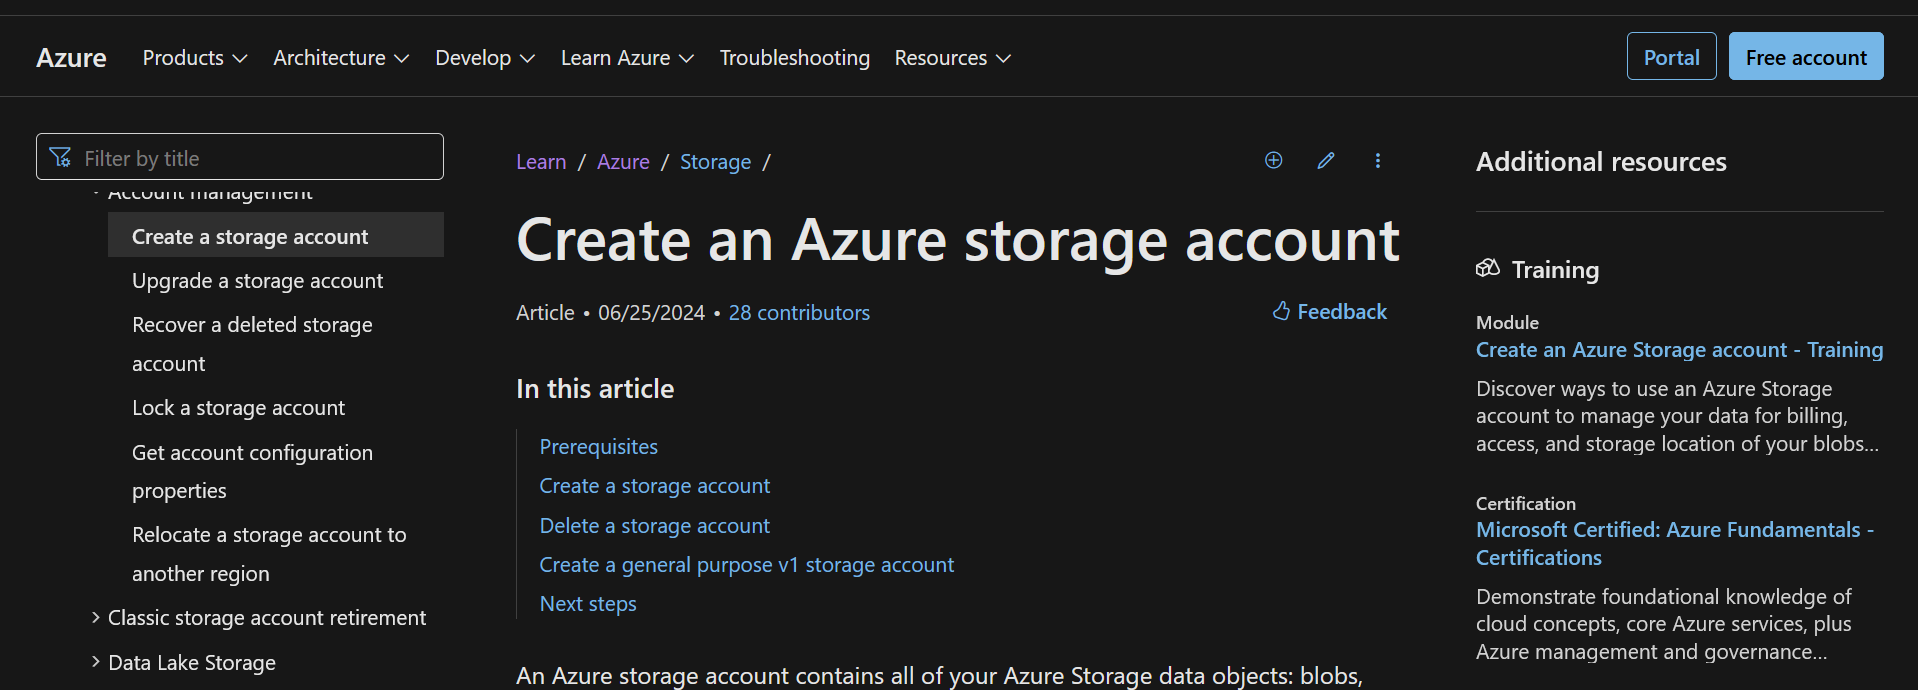 Azure
Products
Architecture
Develop
Learn Azure
Troubleshooting
Resources
Portal
Free account
Filter by title
Account management
Create a storage account
Upgrade a storage account
Recover a deleted storage
account
Lock a storage account
Get account configuration
properties
Relocate a storage account to
another region
Classic storage account retirement
Data Lake Storage
Learn / Azure / Storage /
Create an Azure storage account
Article • 06/25/2024 • 28 contributors
Feedback
In this article
Prerequisites
Create a storage account
Delete a storage account
Create a general purpose v1 storage account
Next steps
An Azure storage account contains all of your Azure Storage data objects: blobs,
Additional resources
Training
Module
Create an Azure Storage account - Training
Discover ways to use an Azure Storage
account to manage your data for billing,
access, and storage location of your blobs...
Certification
Microsoft Certified: Azure Fundamentals -
Certifications
Demonstrate foundational knowledge of
cloud concepts, core Azure services, plus
Azure management and governance...